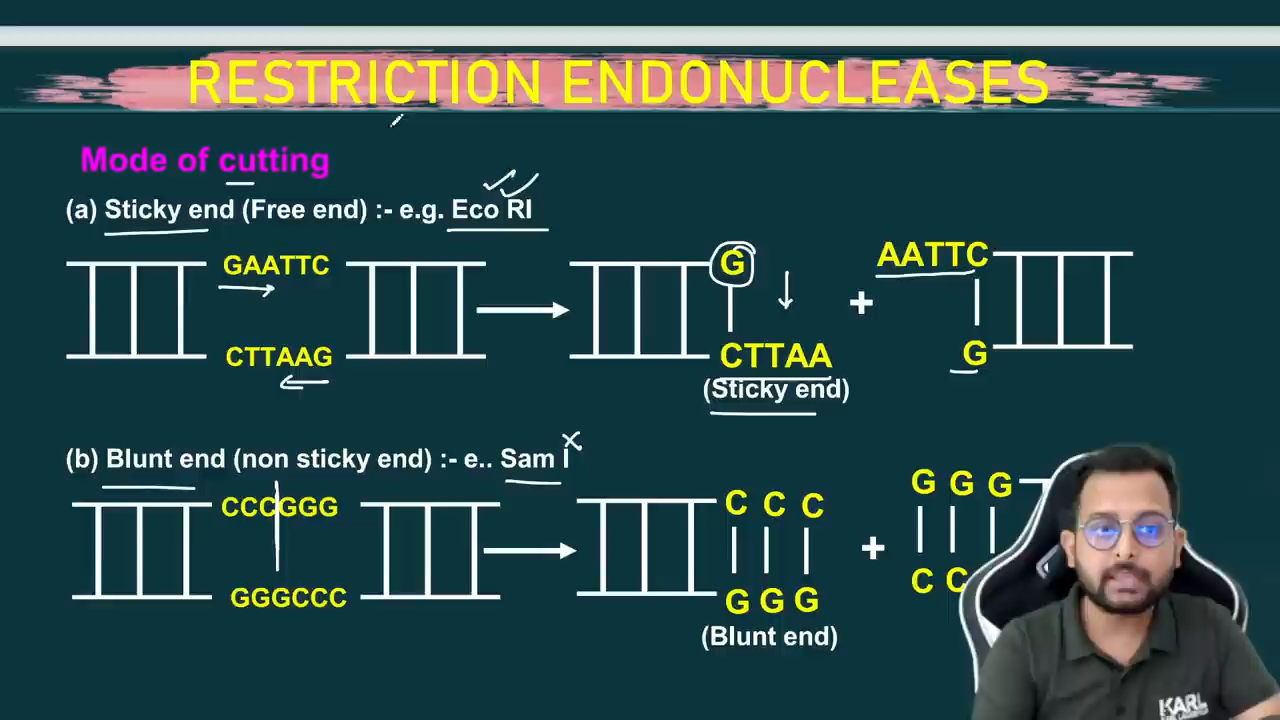 RESTRICTION ENDONUCLEASES
Mode of cutting
(a) Sticky end (Free end) :- e.g. Eco RI
GAATTC
CTTAAG
G
CTTAA
(Sticky end)
+
AATTC
G
(b) Blunt end (non sticky end) :- e.. Sam I
CCCGGG
GGGCCC
C C C
G G G
(Blunt end)
+
G G G
C C
KARL